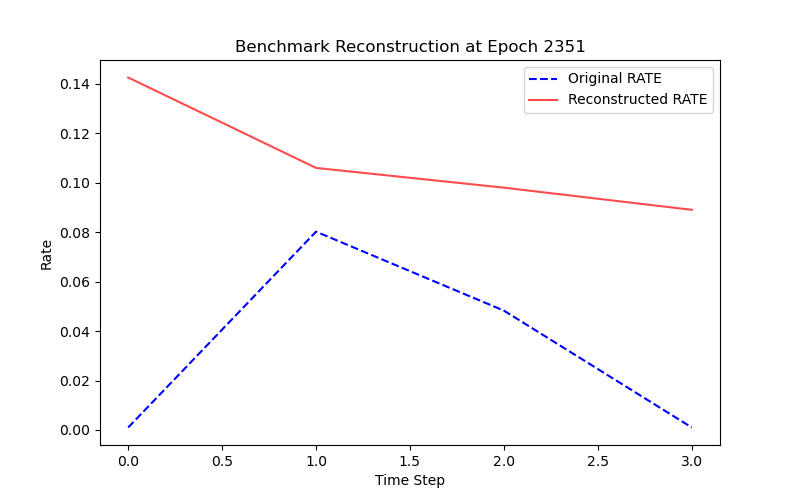 Benchmark Reconstruction at Epoch 2351
Original RATE
Reconstructed RATE
0.14
0.12
0.10
0.08
0.06
0.04
0.02
0.00
Rate
0.0 0.5 1.0 1.5 2.0 2.5 3.0
Time Step